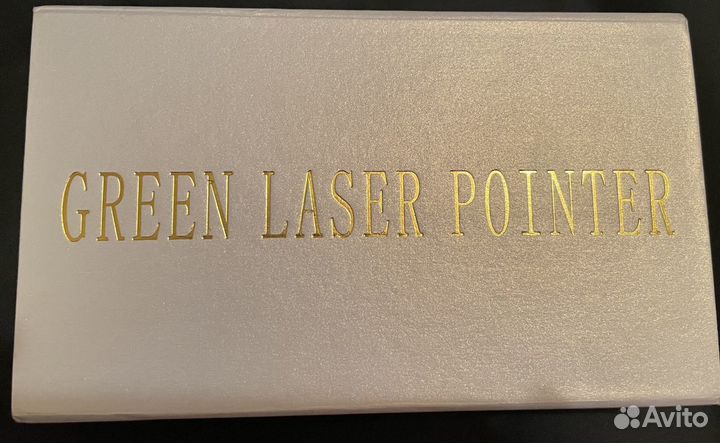 GREEN LASER POINTER
Avito